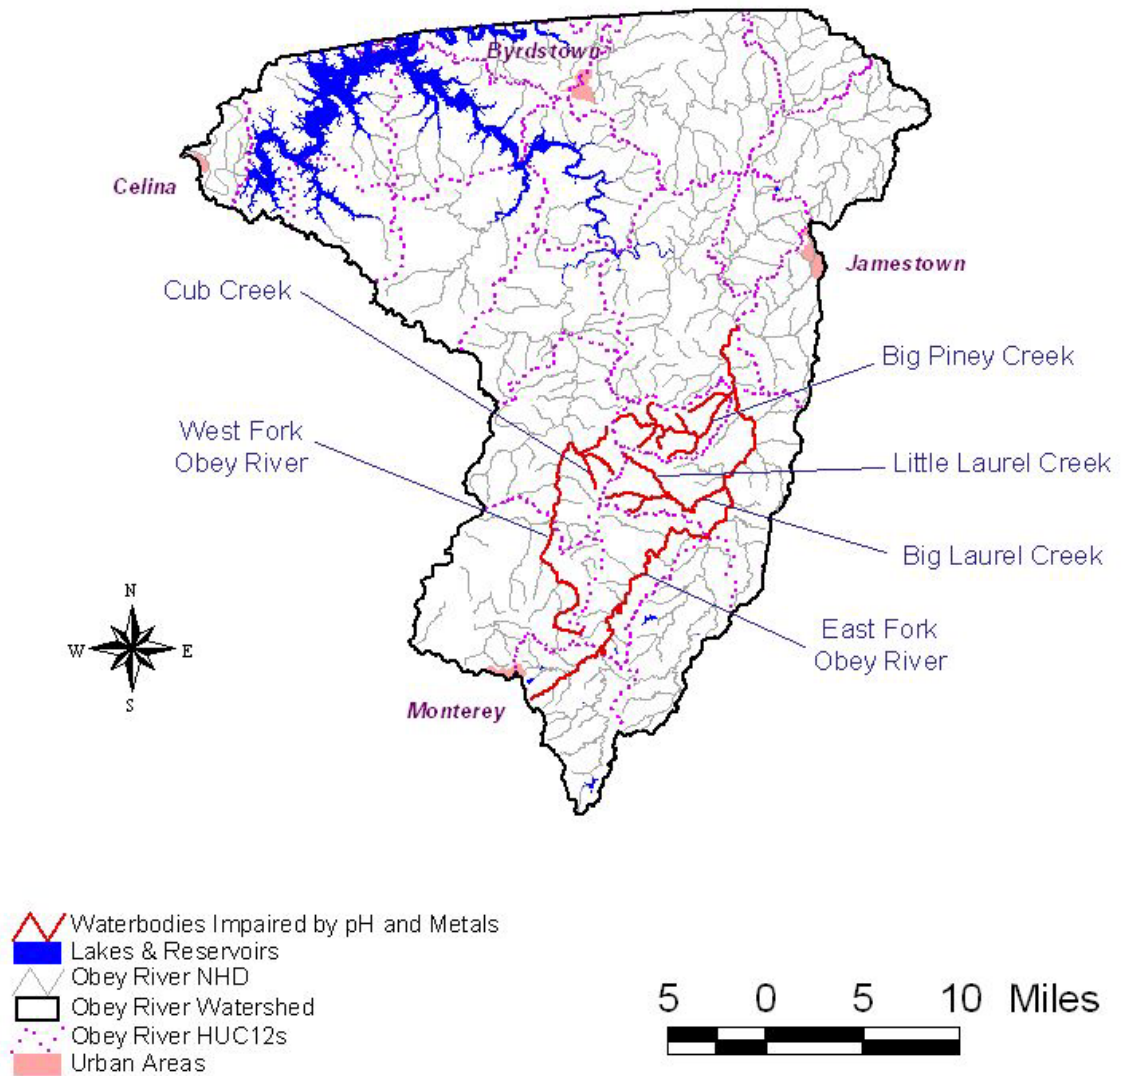 Byrdstown
Celina
Jamestown
Cub Creek
Big Piney Creek
West Fork
Obey River
Little Laurel Creek
Big Laurel Creek
East Fork
Obey River
N
W E
S
Monterey
Waterbodies Impaired by pH and Metals
Lakes & Reservoirs
Obey River NHD
Obey River Watershed
Obey River HUC12s
Urban Areas
5 0 5 10 Miles